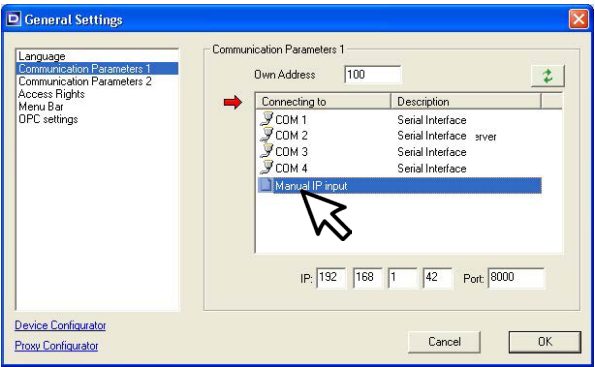 General Settings
Language
Communication Parameters 1
Communication Parameters 2
Access Rights
Menu Bar
OPC settings
Communication Parameters 1
Own Address 100
Connecting to Description
COM 1 Serial Interface
COM 2 Serial Interface
COM 3 Serial Interface
COM 4 Serial Interface
Manual IP input
IP: 192 168 1 42 Port: 8000
Device Configurator
Proxy Configurator
Cancel OK